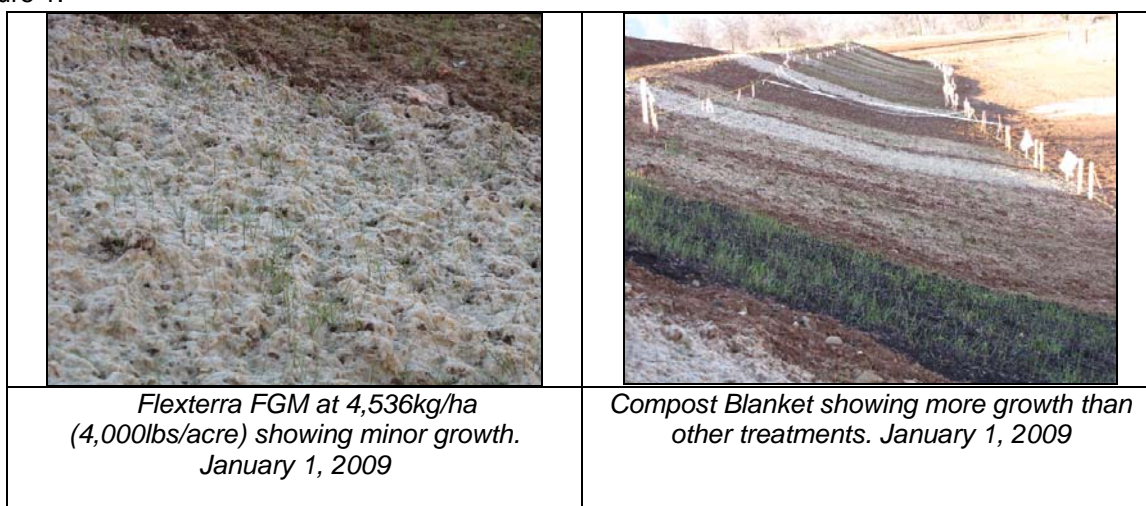 Flexterra FGM at 4,536kg/ha
(4,000lbs/acre) showing minor growth.
January 1, 2009
Compost Blanket showing more growth than
other treatments. January 1, 2009